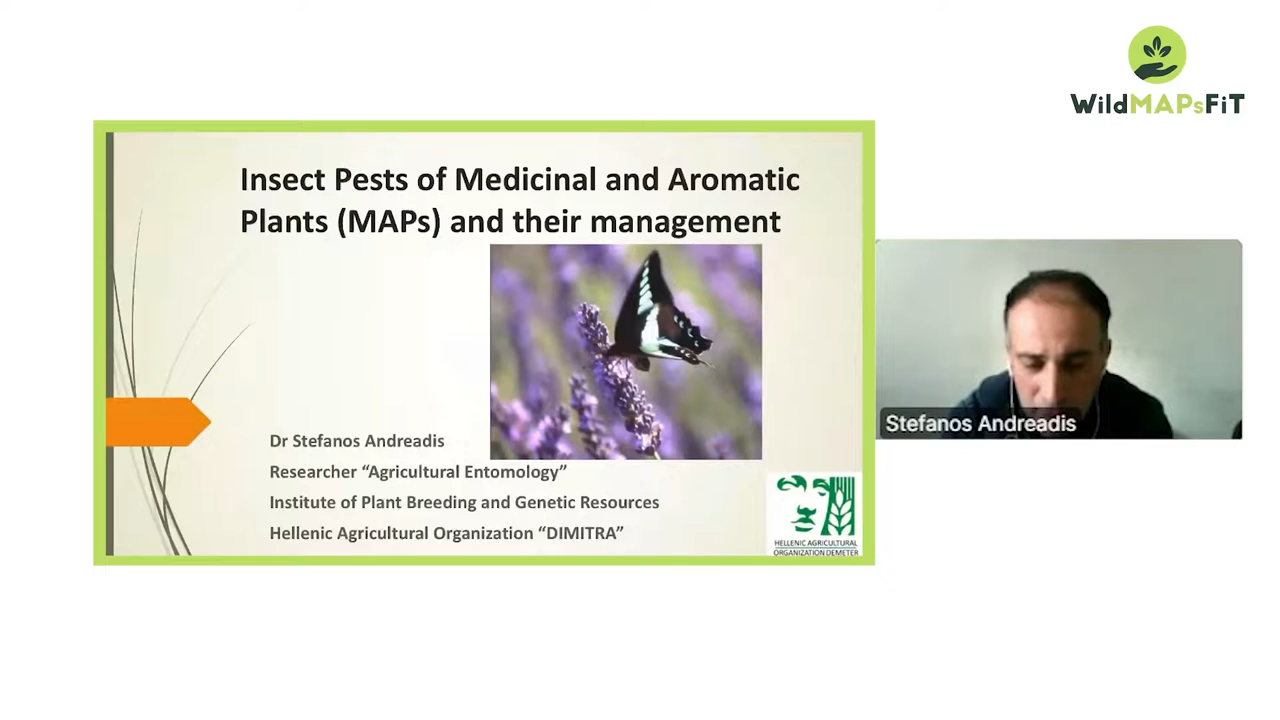 WildMAPsFiT
Insect Pests of Medicinal and Aromatic
Plants (MAPs) and their management
Dr Stefanos Andreadis
Researcher “Agricultural Entomology”
Institute of Plant Breeding and Genetic Resources
Hellenic Agricultural Organization “DIMITRA”
HELLENIC AGRICULTURAL
ORGANIZATION DEMETER
Stefanos Andreadis